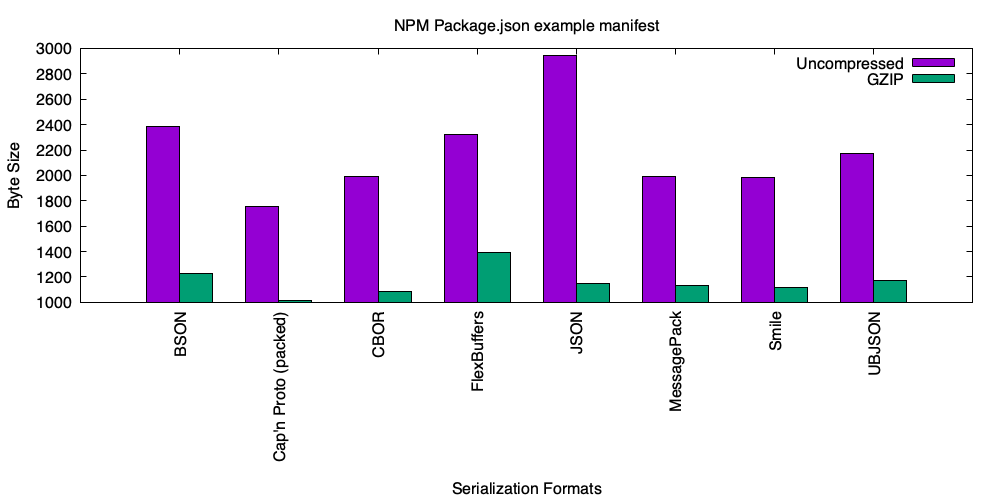 NPM Package.json example manifest
3000
2800
2600
2400
2200
2000
1800
1600
1400
1200
1000
Byte Size
Uncompressed
GZIP
BSON
Cap'n Proto (packed)
CBOR
FlexBuffers
JSON
MessagePack
Smile
UBJSON
Serialization Formats